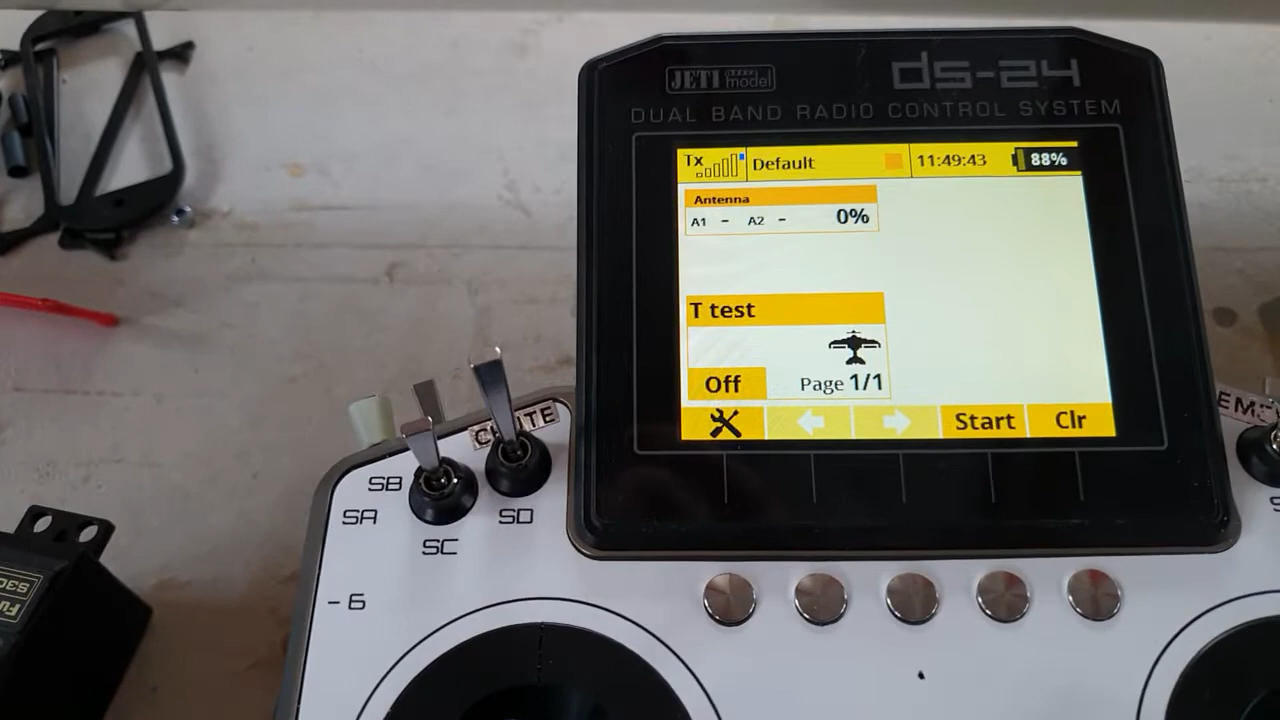 JETI model
ds-24
DUAL BAND RADIO CONTROL SYSTEM
Tx Default 11:49:43 88%
Antenna
A1 - A2 - 0%
T test
Off Page 1/1
Start Clr
SB
SA
SC
SD
- 6